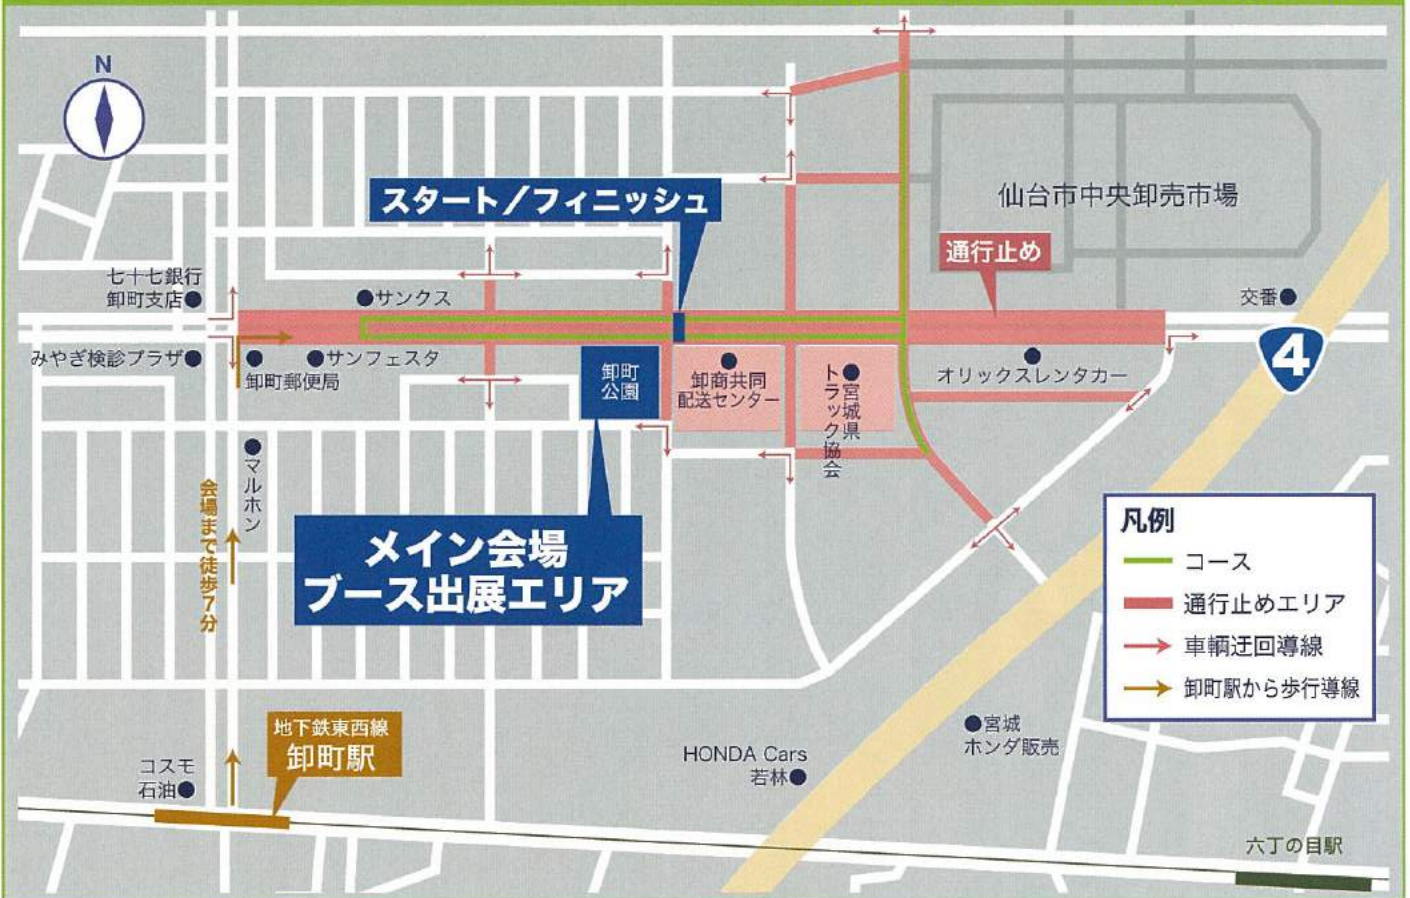 N
スタート/フィニッシュ
仙台市中央卸売市場
通行止め
七十七銀行
卸町支店
サンクス
交番
4
みやぎ検診プラザ
卸町郵便局
サンフェスタ
卸町
公園
卸商共同
配送センター
宮城県
トラック協会
オリックスレンタカー
マルホン
会場まで徒歩7分
メイン会場
ブース出展エリア
凡例
コース
通行止めエリア
車輌迂回導線
卸町駅から歩行導線
地下鉄東西線
卸町駅
コスモ
石油
HONDA Cars
若林
宮城
ホンダ販売
六丁の目駅